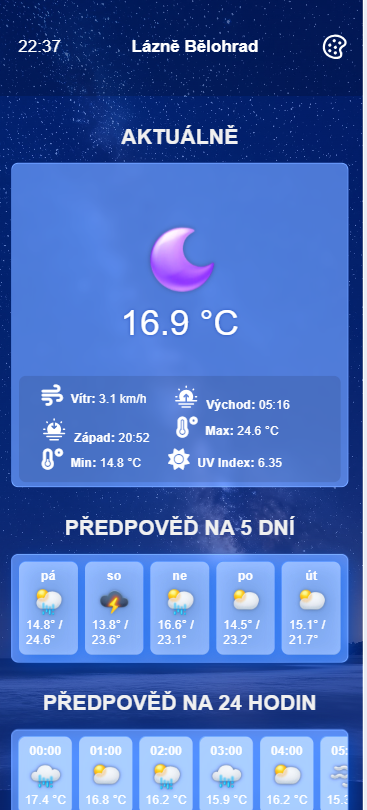 22:37 Lázně Bělohrad
AKTUÁLNĚ
16.9 °C
Vítr: 3.1 km/h Východ: 05:16
Západ: 20:52 Max: 24.6 °C
Min: 14.8 °C UV Index: 6.35
PŘEDPOVĚĎ NA 5 DNÍ
pá so ne po út
14.8° / 13.8° / 16.6° / 14.5° / 15.1° /
24.6° 23.6° 23.1° 23.2° 21.7°
PŘEDPOVĚĎ NA 24 HODIN
00:00 01:00 02:00 03:00 04:00
17.4 °C 16.8 °C 16.2 °C 15.9 °C 16.2 °C